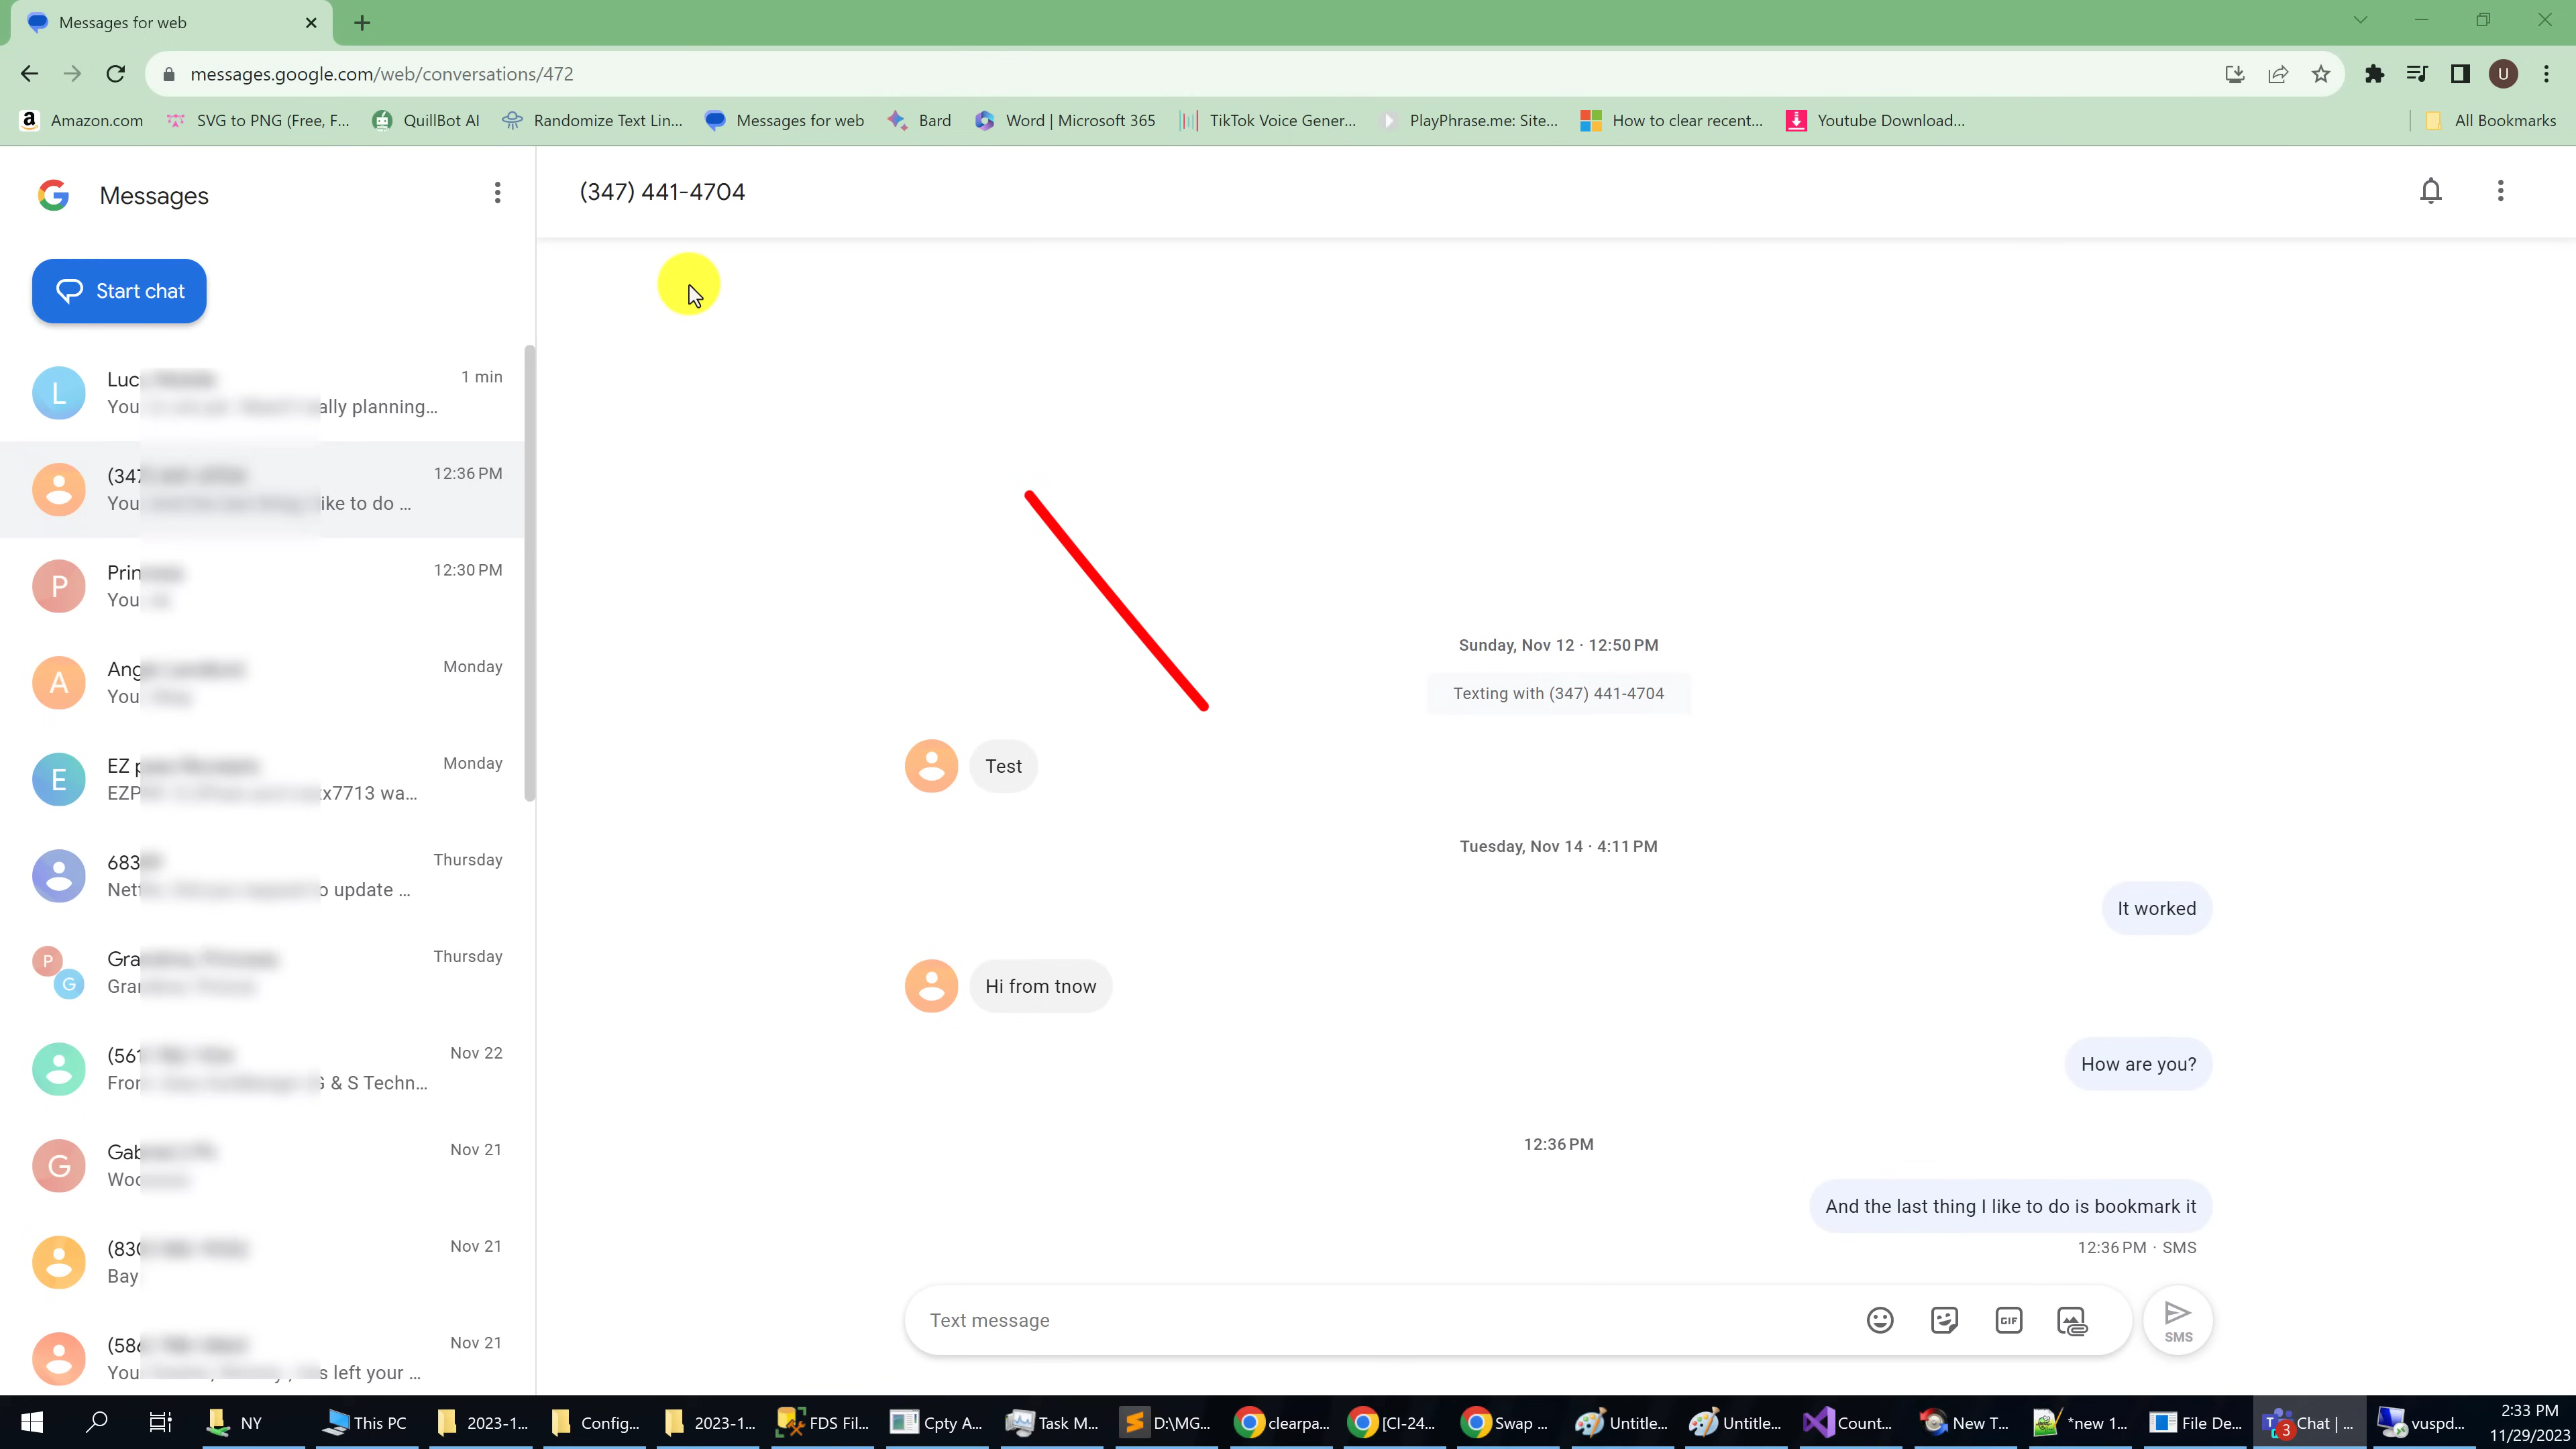 Messages for web
messages.google.com/web/conversations/472
U
Amazon.com
SVG to PNG (Free, F...
QuillBot AI
Randomize Text Lin...
Messages for web
Bard
Word | Microsoft 365
TikTok Voice Gener...
PlayPhrase.me: Site...
How to clear recent...
Youtube Download...
All Bookmarks
Messages
Start chat
L
Luc
1 min
You ally planning...
(347
12:36 PM
You ike to do ...
P
Prin
12:30 PM
You
A
Ang
Monday
You
E
EZ
Monday
EZP x7713 wa...
683
Thursday
Net o update ...
P
G
Gra
Thursday
Gra
(561
Nov 22
From G & S Techn...
G
Gab
Nov 21
Woo
(830
Nov 21
Bay
(586
Nov 21
You s left your ...
(347) 441-4704
Sunday, Nov 12 · 12:50 PM
Texting with (347) 441-4704
Test
Tuesday, Nov 14 · 4:11 PM
It worked
Hi from tnow
How are you?
12:36 PM
And the last thing I like to do is bookmark it
12:36 PM · SMS
Text message
GIF
SMS
NY
This PC
2023-1...
Config...
2023-1...
FDS Fil...
Cpty A...
Task M...
D:\MG...
clearpa...
[CI-24...
Swap ...
Untitle...
Untitle...
Count...
New T...
*new 1...
File De...
3
Chat | ...
vuspd...
2:33 PM
11/29/2023